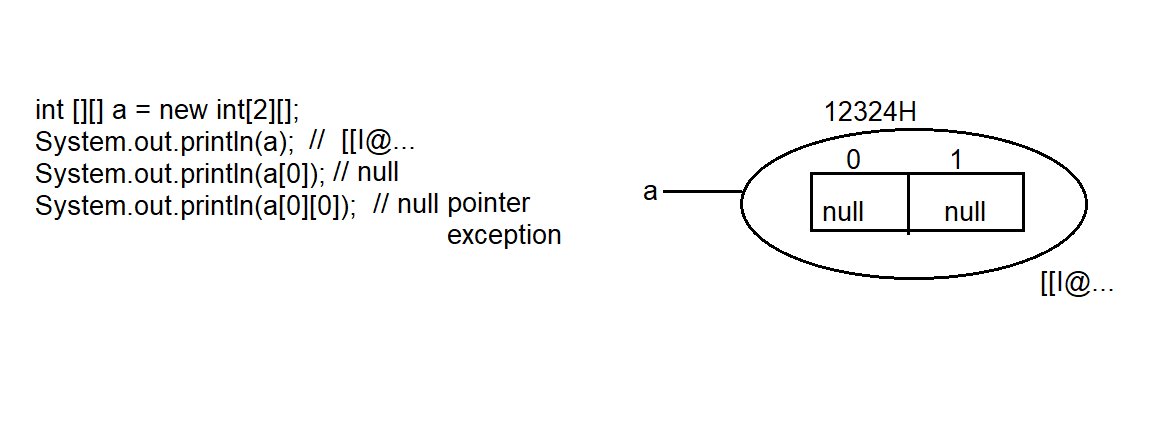 int [][] a = new int[2][];
System.out.println(a);  //  [[I@...
System.out.println(a[0]); // null
System.out.println(a[0][0]);  // null pointer
exception
12324H
0 1
a
null null
[[I@...